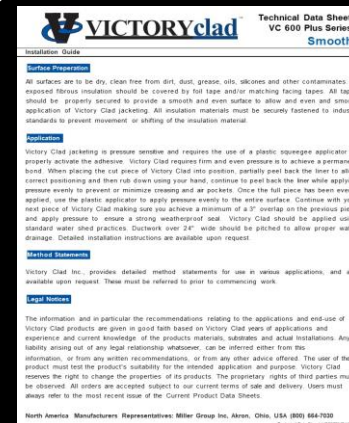 VICTORYclad
Technical Data Sheet
VC 600 Plus Series
Smooth
Installation Guide
Surface Preparation
All surfaces are to be dry, clean free from dirt, dust, grease, oils, silicones and other contaminates
exposed fibrous insulation should be covered by foil tape and/or matching facing tapes. All tap
should be properly secured to provide a smooth and even surface to allow and even and smoo
application of Victory Clad jacketing. All insulation materials must be securely fastened to indus
standards to prevent movement or shifting of the insulation material.
Application
Victory Clad jacketing is pressure sensitive and requires the use of a plastic squeegee applicator
properly activate the adhesive. Victory Clad requires firm and even pressure is to achieve a permane
bond. When placing the cut piece of Victory Clad into position, partially peel back the liner to allo
correct positioning and then rub down using your hand, continue to peel back the liner while applyi
pressure evenly to prevent or minimize creasing and air pockets. Once the full piece has been even
applied, use the plastic applicator to apply pressure evenly to the entire surface. Continue with yo
next piece of Victory Clad making sure you achieve a minimum of a 3" overlap on the previous pie
and apply pressure to ensure a strong weatherproof seal. Victory Clad should be applied usi
standard water shed practices. Ductwork over 24" wide should be pitched to allow proper wat
drainage. Detailed installation instructions are available upon request.
Method Statements
Victory Clad Inc., provides detailed method statements for use in various applications, and a
available upon request. These must be referred to prior to commencing work.
Legal Notices
The information and in particular the recommendations relating to the applications and end-use of
Victory Clad products are given in good faith based on Victory Clad years of applications and
experience and current knowledge of the products materials, substrates and actual Installations. Any
liability arising out of any legal relationship whatsoever, can be inferred either from this
information, or from any written recommendations, or from any other advice offered. The user of the
product must test the product's suitability for the intended application and purpose. Victory Clad
reserves the right to change the properties of its products. The proprietary rights of third parties mu
be observed. All orders are accepted subject to our current terms of sale and delivery. Users must
always refer to the most recent issue of the Current Product Data Sheets.
North America Manufacturers Representatives: Miller Group Inc, Akron, Ohio, USA (800) 664-7030